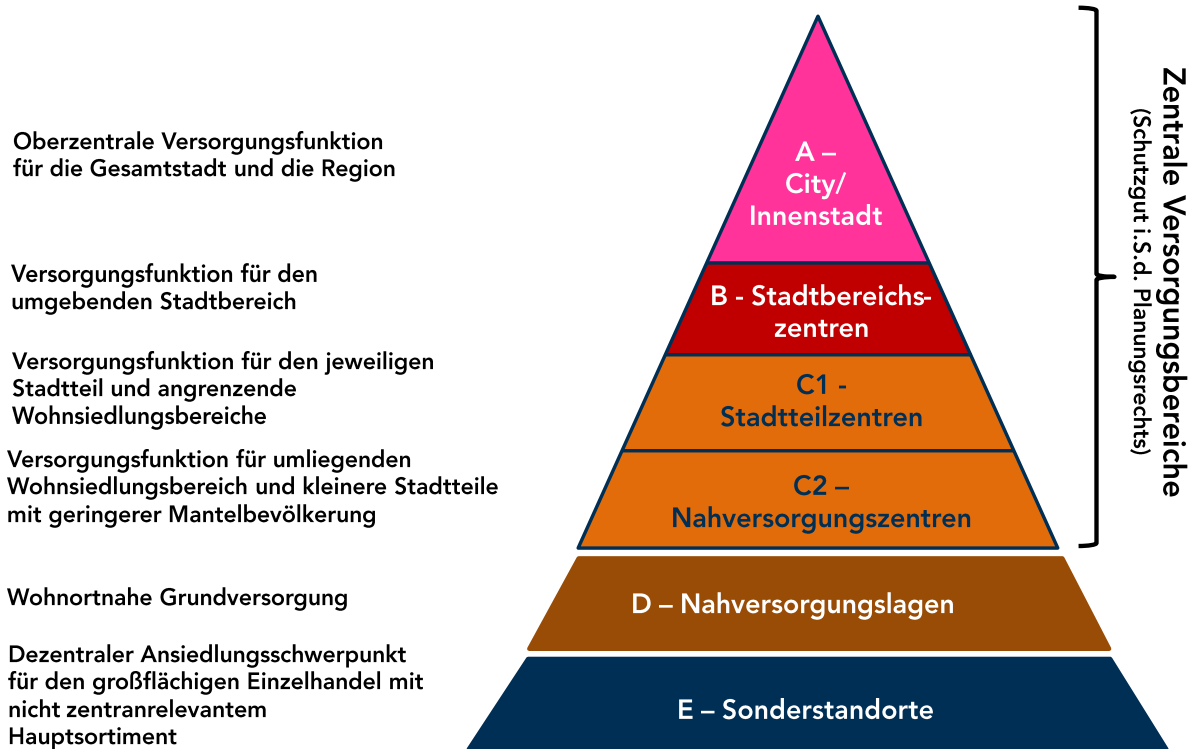 Oberzentrale Versorgungsfunktion
für die Gesamtstadt und die Region
A –
City/
Innenstadt
Versorgungsfunktion für den
umgebenden Stadtbereich
B - Stadtbereichs-
zentren
Versorgungsfunktion für den jeweiligen
Stadtteil und angrenzende
Wohnsiedlungsbereiche
C1 -
Stadtteilzentren
Versorgungsfunktion für umliegenden
Wohnsiedlungsbereich und kleinere Stadtteile
mit geringerer Mantelbevölkerung
C2 –
Nahversorgungszentren
Wohnortnahe Grundversorgung
D – Nahversorgungslagen
Dezentraler Ansiedlungsschwerpunkt
für den großflächigen Einzelhandel mit
nicht zentranrelevantem
Hauptsortiment
E – Sonderstandorte
Zentrale Versorgungsbereiche
(Schutzgut i.S.d. Planungsrechts)